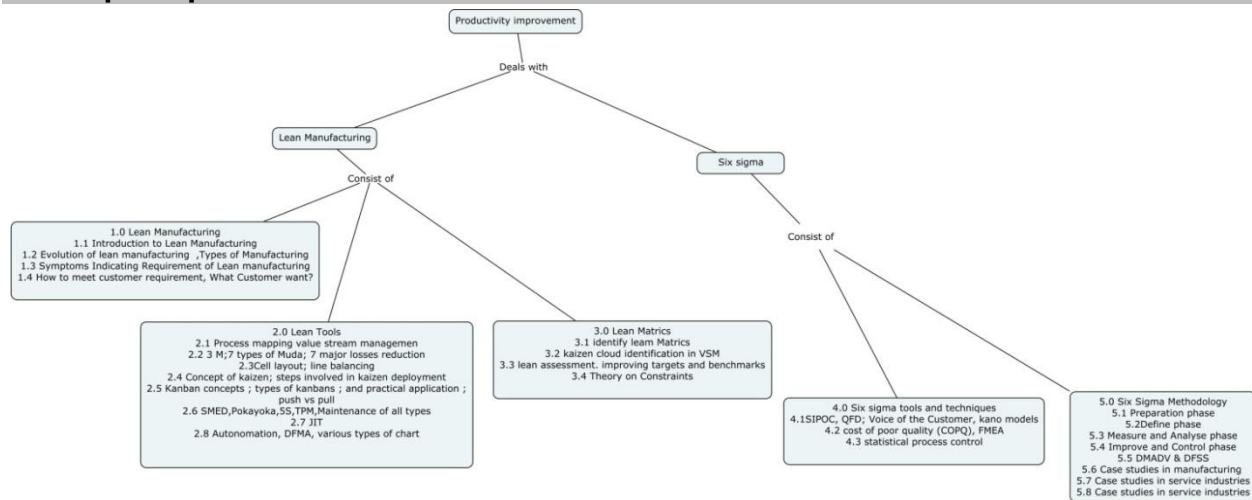 Productivity improvement
Deals with
Lean Manufacturing
Six sigma
Consist of
Consist of
1.0 Lean Manufacturing
1.1 Introduction to Lean Manufacturing
1.2 Evolution of lean manufacturing ,Types of Manufacturing
1.3 Symptoms Indicating Requirement of Lean manufacturing
1.4 How to meet customer requirement, What Customer want?
2.0 Lean Tools
2.1 Process mapping value stream managemen
2.2 3 M;7 types of Muda; 7 major losses reduction
2.3Cell layout; line balancing
2.4 Concept of kaizen; steps involved in kaizen deployment
2.5 Kanban concepts ; types of kanbans ; and practical application ;
push vs pull
2.6 SMED,Pokayoka,5S,TPM,Maintenance of all types
2.7 JIT
2.8 Autonomation, DFMA, various types of chart
3.0 Lean Matrics
3.1 identify leam Matrics
3.2 kaizen cloud identification in VSM
3.3 lean assessment. improving targets and benchmarks
3.4 Theory on Constraints
4.0 Six sigma tools and techniques
4.1SIPOC, QFD; Voice of the Customer, kano models
4.2 cost of poor quality (COPQ), FMEA
4.3 statistical process control
5.0 Six Sigma Methodology
5.1 Preparation phase
5.2Define phase
5.3 Measure and Analyse phase
5.4 Improve and Control phase
5.5 DMADV & DFSS
5.6 Case studies in manufacturing
5.7 Case studies in service industries
5.8 Case studies in service industries